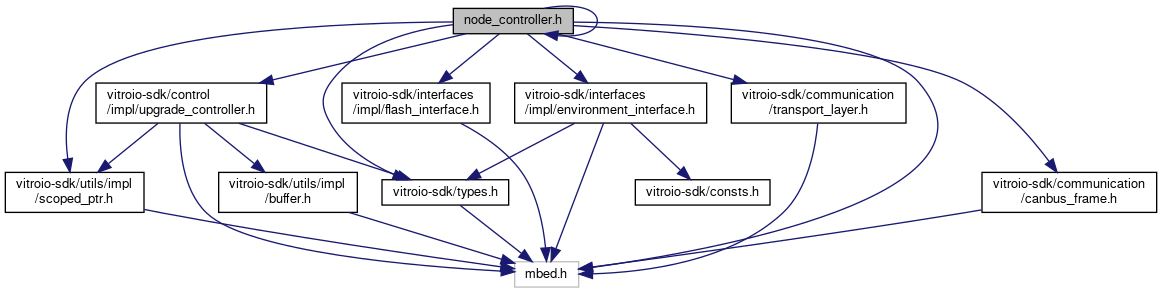 node_controller.h
vitroio-sdk/control
/impl/upgrade_controller.h
vitroio-sdk/interfaces
/impl/flash_interface.h
vitroio-sdk/interfaces
/impl/environment_interface.h
vitroio-sdk/communication
/transport_layer.h
vitroio-sdk/utils/impl
/scoped_ptr.h
vitroio-sdk/utils/impl
/buffer.h
vitroio-sdk/types.h
vitroio-sdk/consts.h
vitroio-sdk/communication
/canbus_frame.h
mbed.h